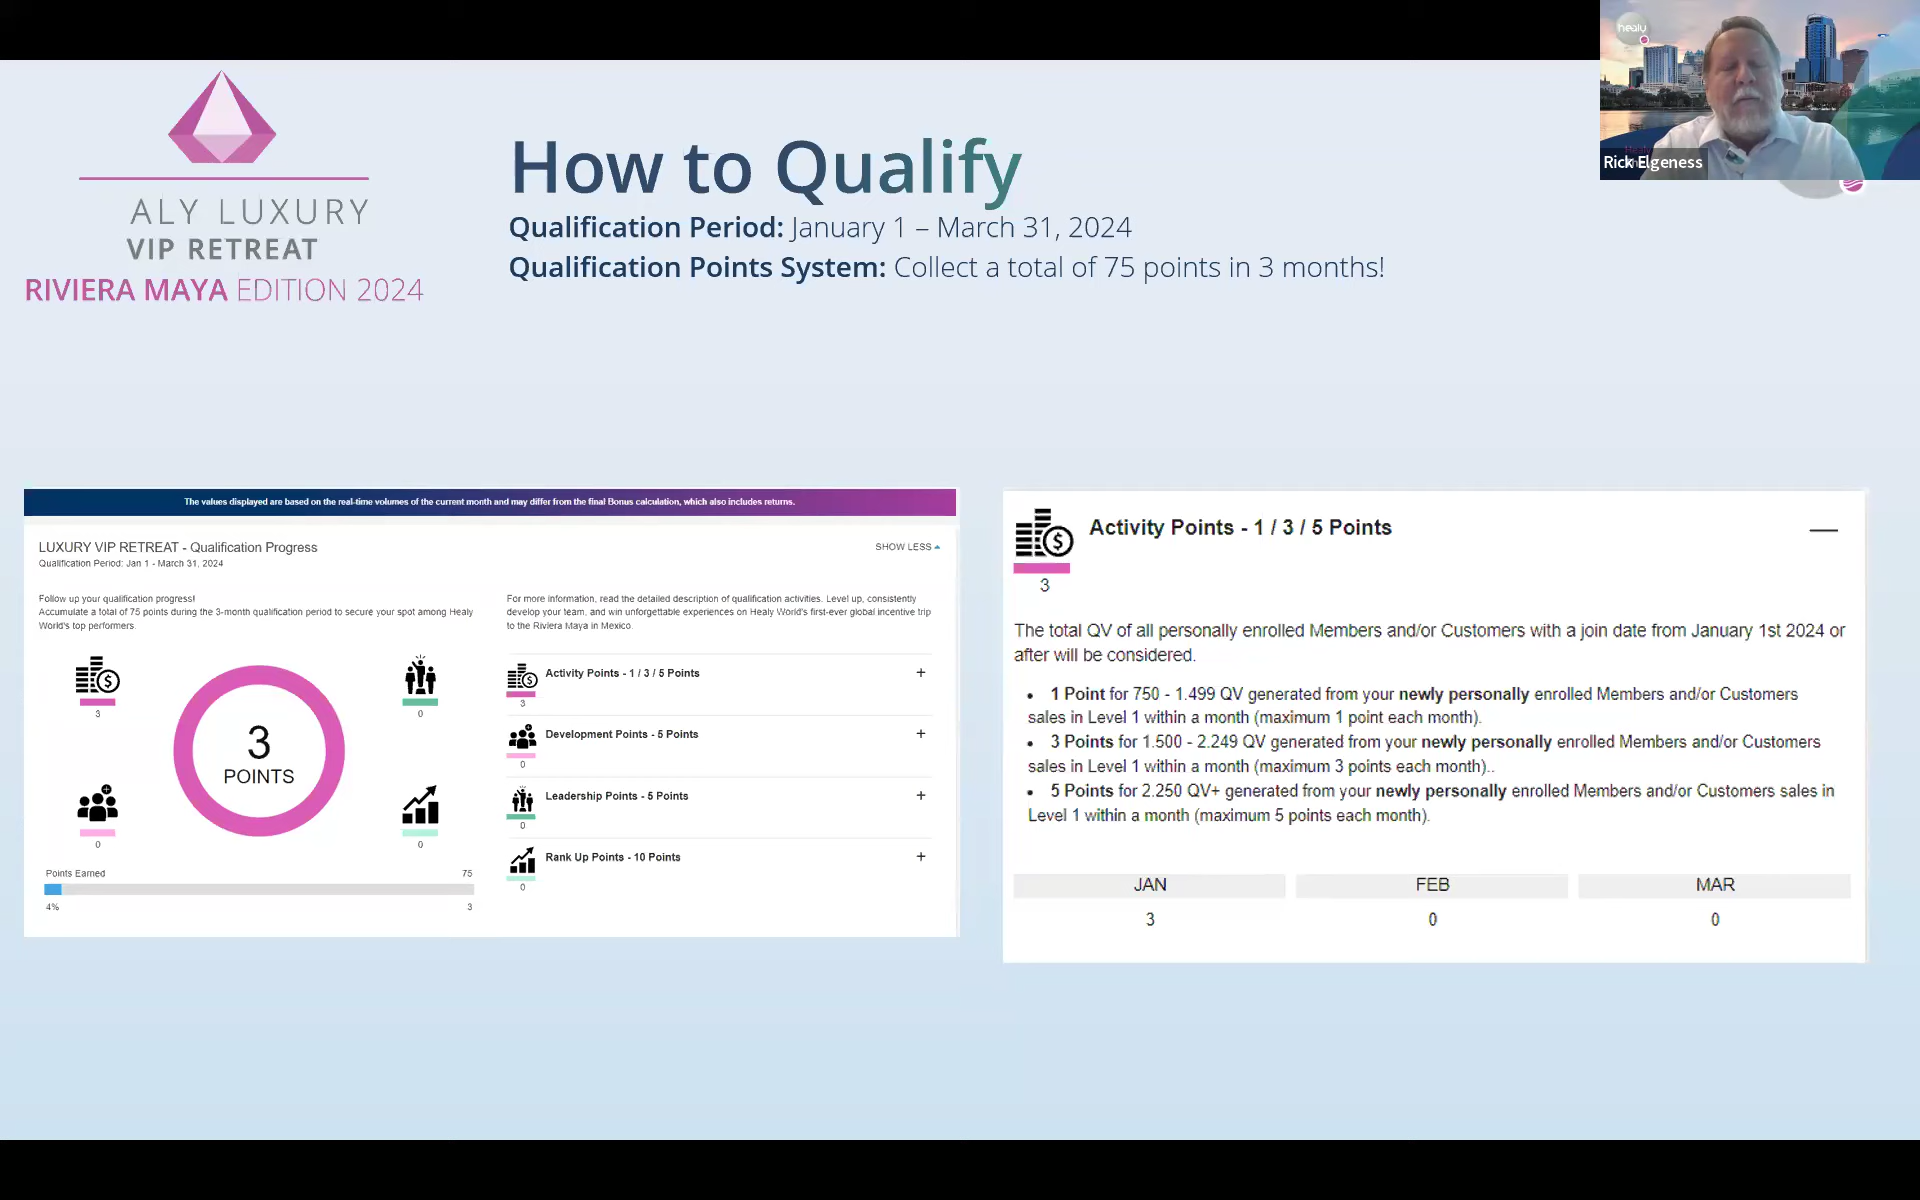 healy
Rick Elgeness
ALY LUXURY
VIP RETREAT
RIVIERA MAYA EDITION 2024
How to Qualify
Qualification Period: January 1 – March 31, 2024
Qualification Points System: Collect a total of 75 points in 3 months!
The values displayed are based on the real-time volumes of the current month and may differ from the final Bonus calculation, which also includes returns.
LUXURY VIP RETREAT - Qualification Progress
SHOW LESS
Qualification Period: Jan 1 - March 31, 2024
Follow up your qualification progress!
Accumulate a total of 75 points during the 3-month qualification period to secure your spot among Healy
World's top performers.
3
0
3
POINTS
0
0
Points Earned
75
4%
3
For more information, read the detailed description of qualification activities. Level up, consistently
develop your team, and win unforgettable experiences on Healy World's first-ever global incentive trip
to the Riviera Maya in Mexico.
Activity Points - 1 / 3 / 5 Points
+
3
Development Points - 5 Points
+
0
Leadership Points - 5 Points
+
0
Rank Up Points - 10 Points
+
0
Activity Points - 1 / 3 / 5 Points
3
The total QV of all personally enrolled Members and/or Customers with a join date from January 1st 2024 or
after will be considered.
• 1 Point for 750 - 1.499 QV generated from your newly personally enrolled Members and/or Customers
sales in Level 1 within a month (maximum 1 point each month).
• 3 Points for 1.500 - 2.249 QV generated from your newly personally enrolled Members and/or Customers
sales in Level 1 within a month (maximum 3 points each month)..
• 5 Points for 2.250 QV+ generated from your newly personally enrolled Members and/or Customers sales in
Level 1 within a month (maximum 5 points each month).
JAN FEB MAR
3 0 0